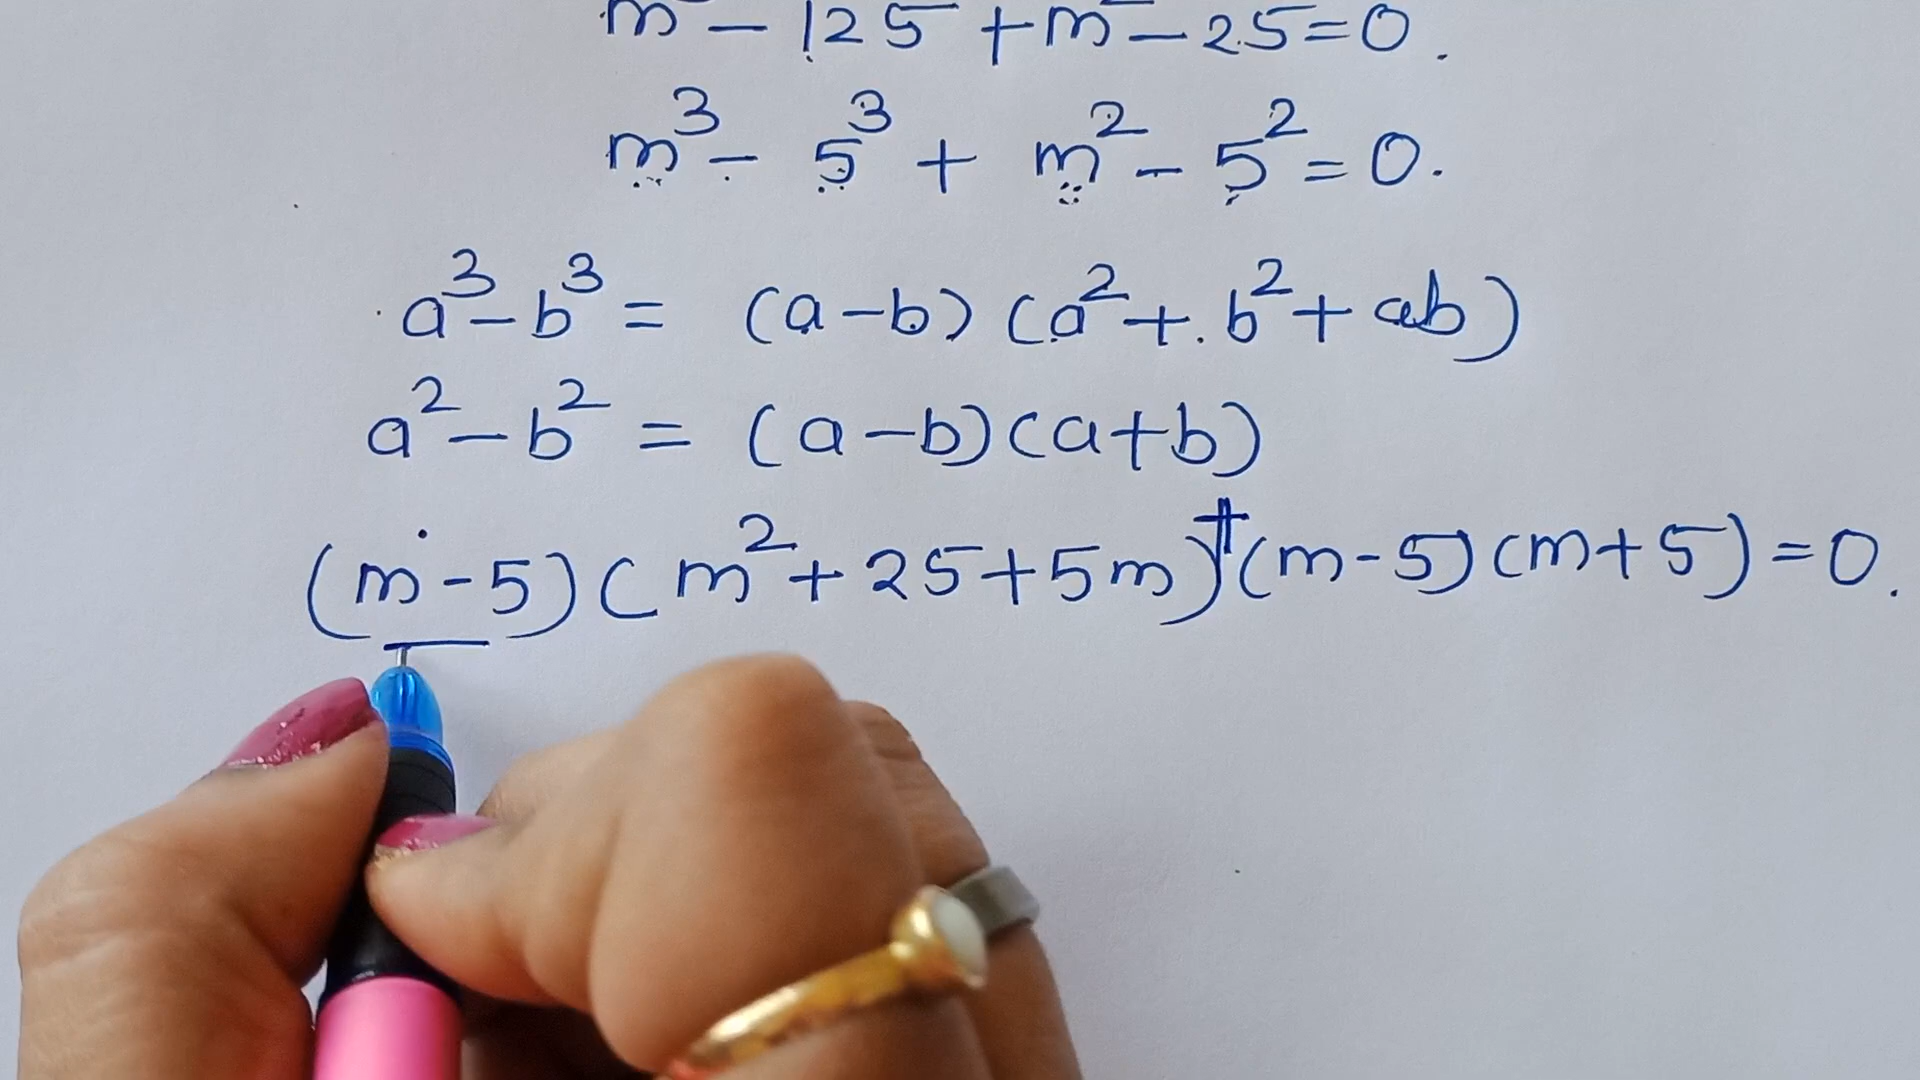 m - 125 + m - 25 = 0.
m³ - 5³ + m² - 5² = 0.
a³ - b³ = (a - b) (a² + b² + ab)
a² - b² = (a - b) (a + b)
(m - 5) (m² + 25 + 5m) + (m - 5) (m + 5) = 0.